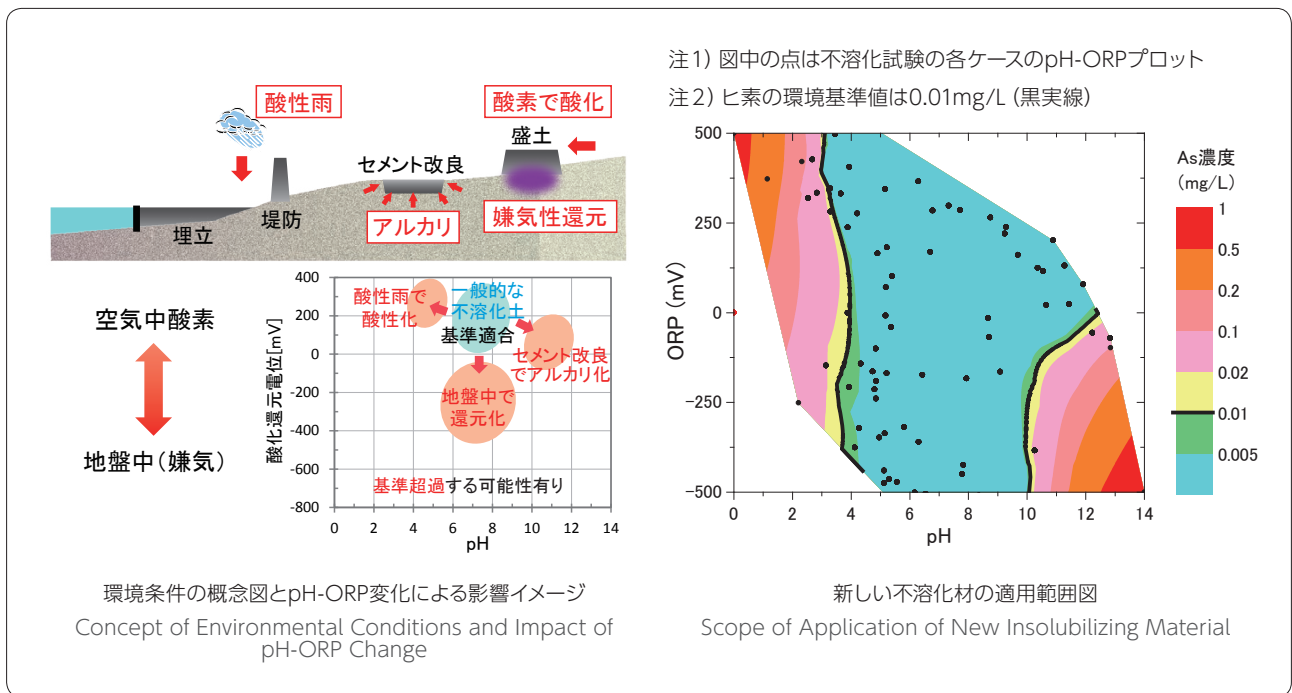 酸性雨
酸素で酸化
盛土
セメント改良
堤防
埋立
アルカリ
嫌気性還元
空気中酸素
地盤中(嫌気)
酸化還元電位[mV]
400
200
0
-200
-400
-600
-800
酸性雨で
酸性化
一般的な
不溶化土
基準適合
セメント改良
でアルカリ化
地盤中で
還元化
基準超過する可能性有り
0 2 4 6 8 10 12 14
pH
環境条件の概念図とpH-ORP変化による影響イメージ
Concept of Environmental Conditions and Impact of
pH-ORP Change
注1) 図中の点は不溶化試験の各ケースのpH-ORPプロット
注2) ヒ素の環境基準値は0.01mg/L (黒実線)
ORP (mV)
500
250
0
−250
−500
0 2 4 6 8 10 12 14
pH
As濃度
(mg/L)
1
0.5
0.2
0.1
0.02
0.01
0.005
新しい不溶化材の適用範囲図
Scope of Application of New Insolubilizing Material